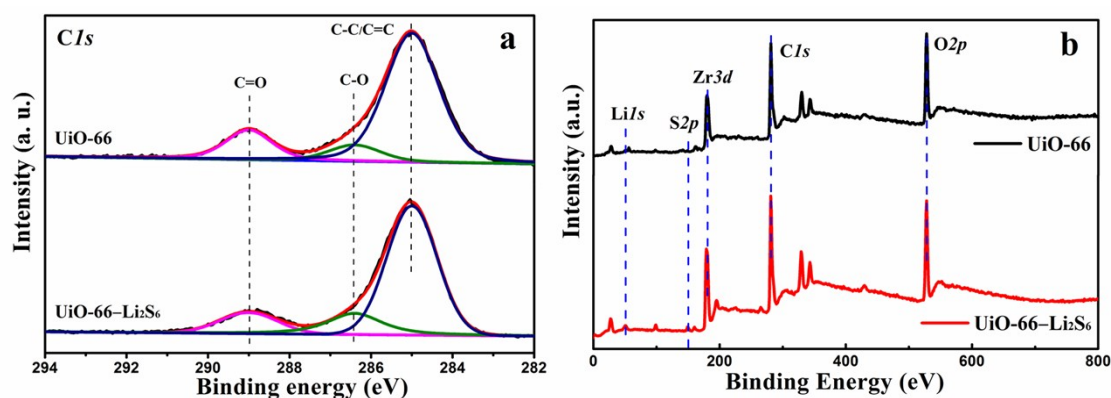 C1s
a
C-C/C=C
C=O
C-O
UiO-66
UiO-66–Li₂S₆
Intensity (a. u.)
294 292 290 288 286 284 282
Binding energy (eV)
b
O2p
C1s
Zr3d
Li1s
S2p
UiO-66
UiO-66–Li₂S₆
Intensity (a. u.)
0 200 400 600 800
Binding Energy (eV)